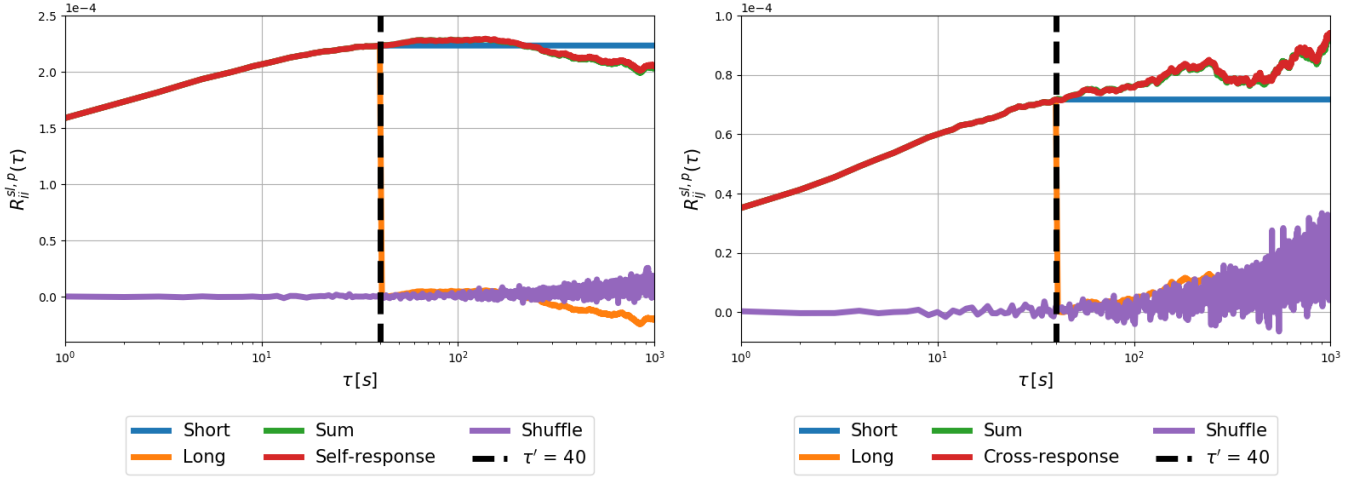 1e−4
2.5
2.0
1.5
1.0
0.5
0.0
R_{ii}^{sl,p}(τ)
10^0 10^1 10^2 10^3
τ [s]
Short Sum Shuffle
Long Self-response τ′ = 40
1e−4
1.0
0.8
0.6
0.4
0.2
0.0
R_{ij}^{sl,p}(τ)
10^0 10^1 10^2 10^3
τ [s]
Short Sum Shuffle
Long Cross-response τ′ = 40